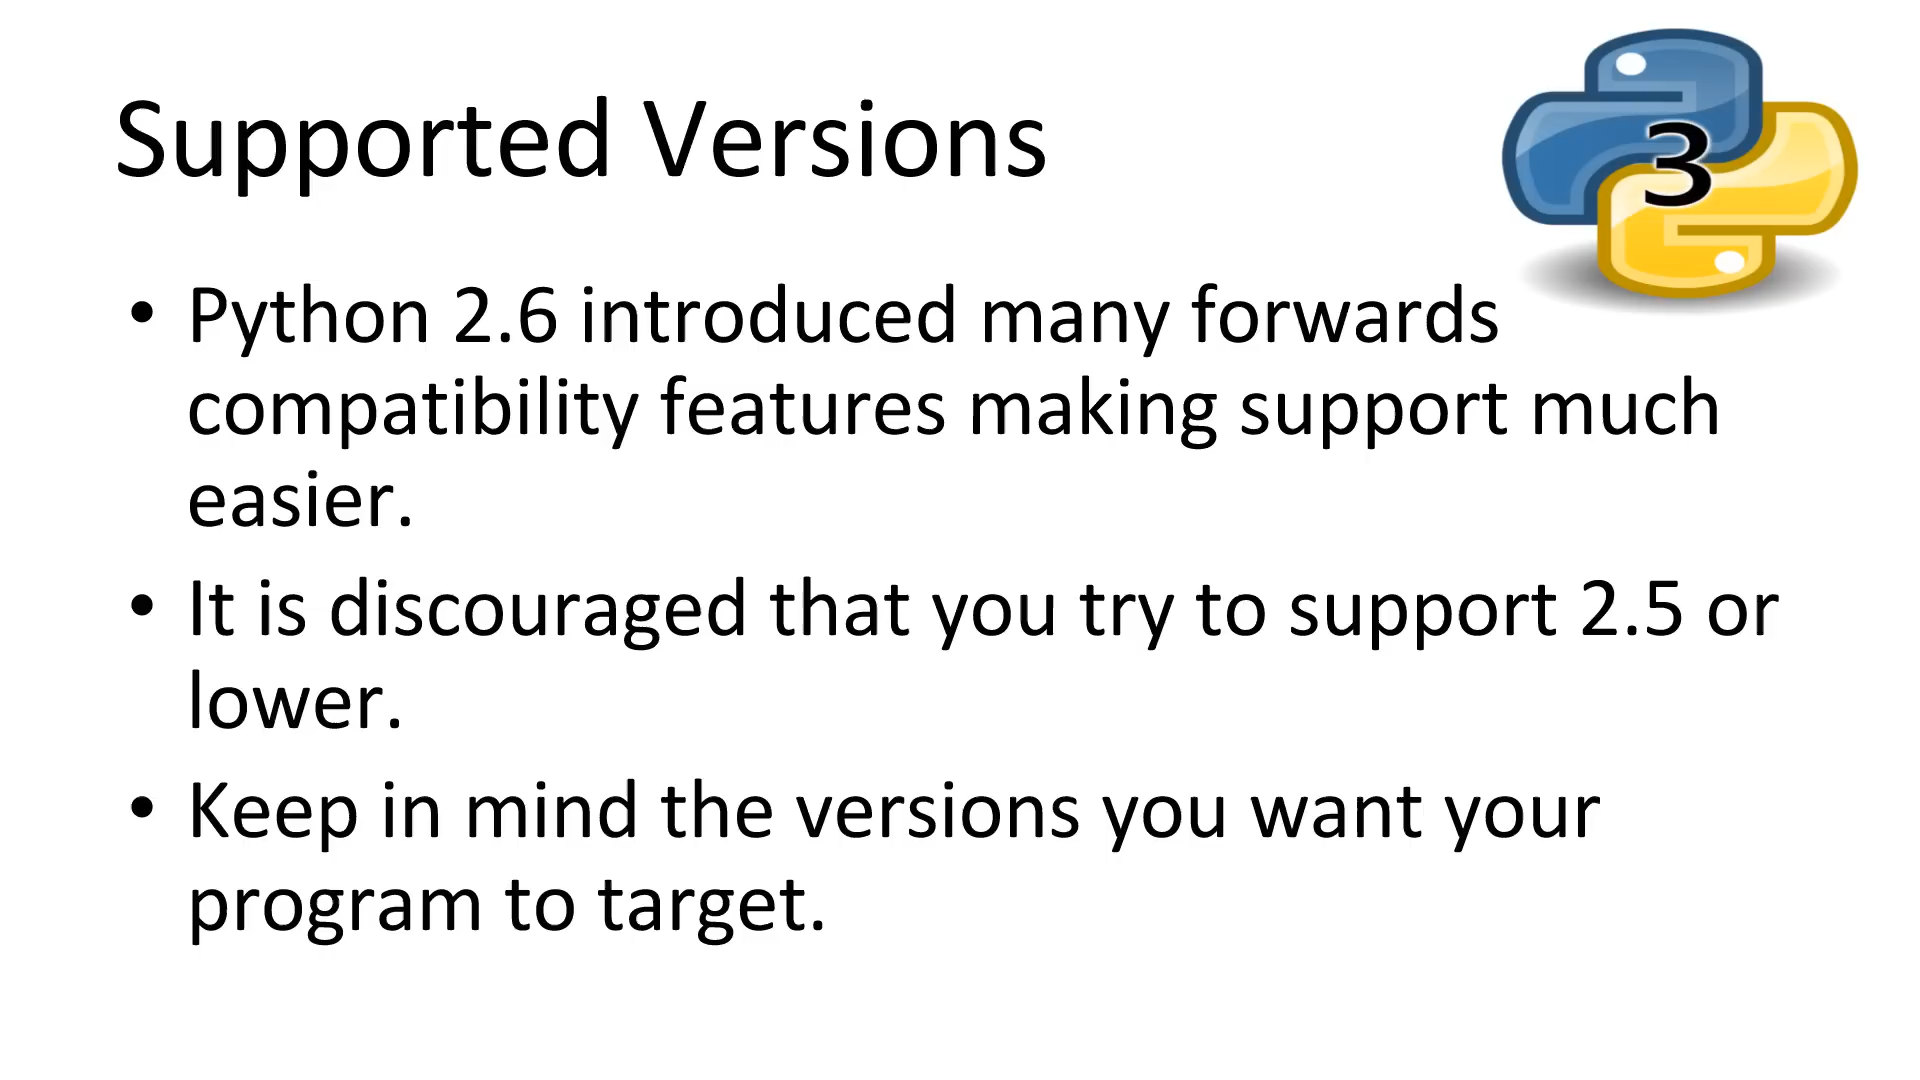 Supported Versions
3
• Python 2.6 introduced many forwards
compatibility features making support much
easier.
• It is discouraged that you try to support 2.5 or
lower.
• Keep in mind the versions you want your
program to target.